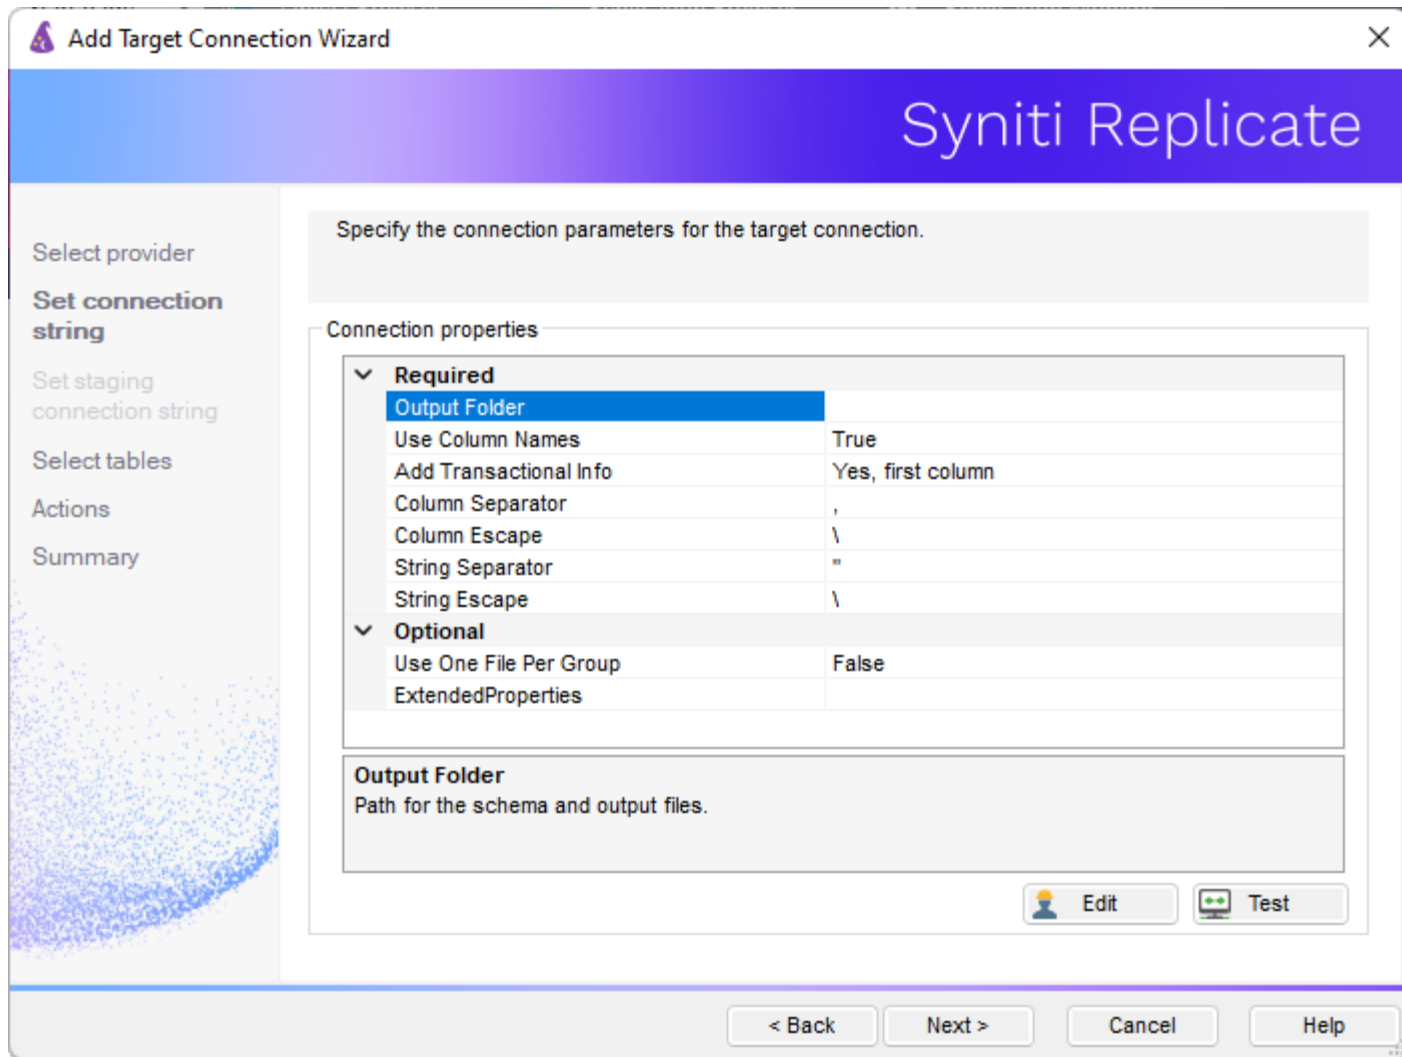 Add Target Connection Wizard
Syniti Replicate
Select provider
Set connection
string
Set staging
connection string
Select tables
Actions
Summary
Specify the connection parameters for the target connection.
Connection properties
Required
Output Folder
Use Column Names True
Add Transactional Info Yes, first column
Column Separator ,
Column Escape \
String Separator "
String Escape \
Optional
Use One File Per Group False
ExtendedProperties
Output Folder
Path for the schema and output files.
Edit Test
< Back Next > Cancel Help